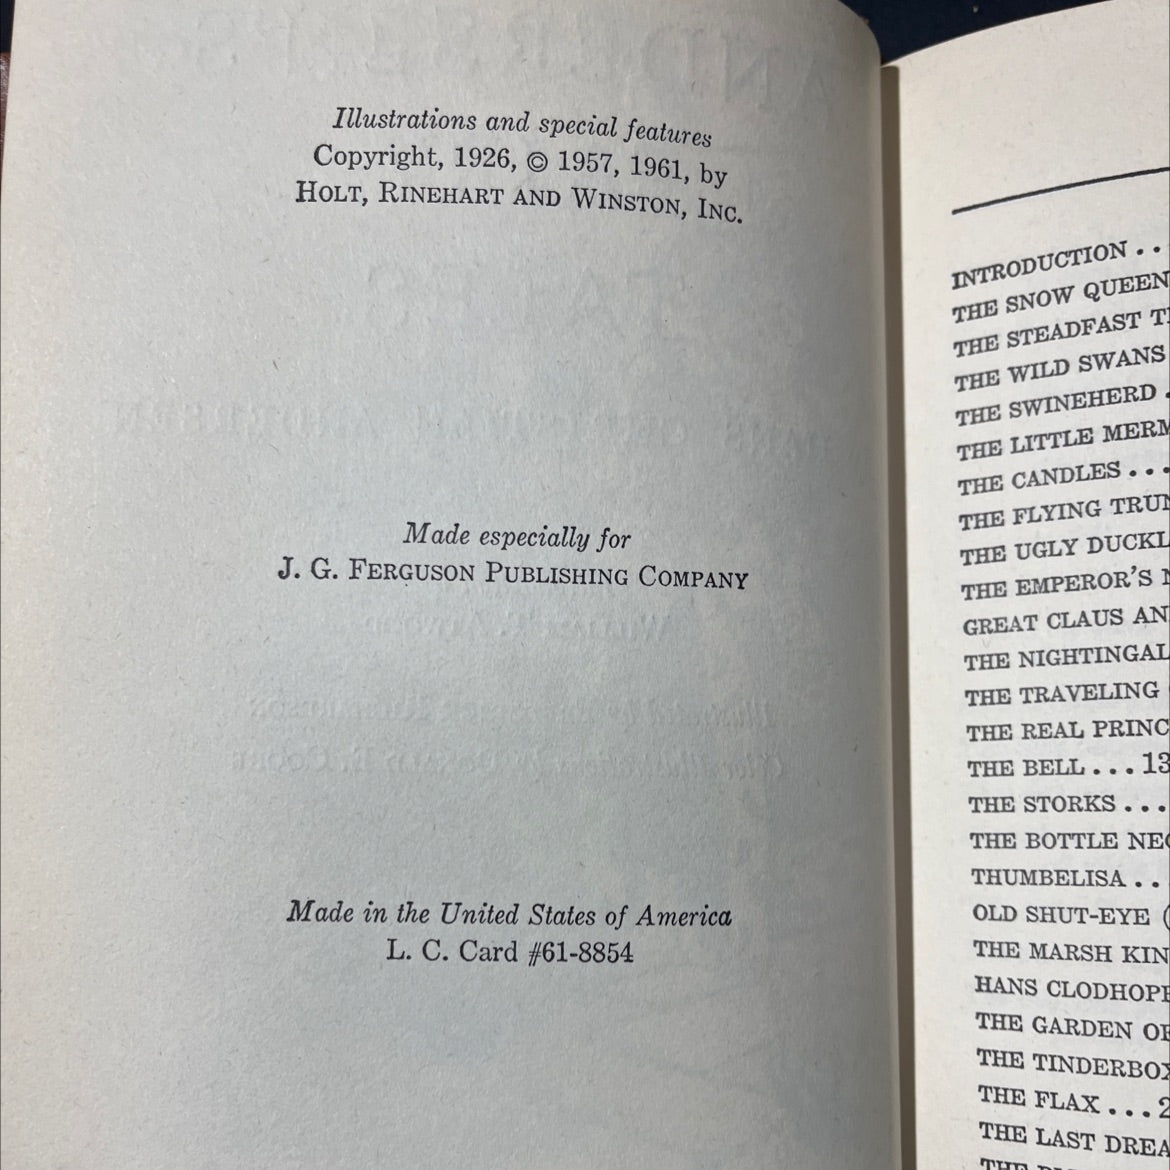 Illustrations and special features
Copyright, 1926, © 1957, 1961, by
HOLT, RINEHART AND WINSTON, INC.
Made especially for
J. G. FERGUSON PUBLISHING COMPANY
Made in the United States of America
L. C. Card #61-8854
INTRODUCTION . .
THE SNOW QUEEN
THE STEADFAST
THE WILD SWANS
THE SWINEHERD .
THE LITTLE
THE CANDLES . . .
THE FLYING
THE UGLY
THE EMPEROR'S
GREAT CLAUS
THE
THE TRAVELING
THE REAL
THE BELL . . . 13
THE STORKS . . .
THE BOTTLE
THUMBELISA . .
OLD SHUT-EYE (
THE MARSH
HANS
THE GARDEN
THE
THE FLAX . . . 2
THE LAST
THE